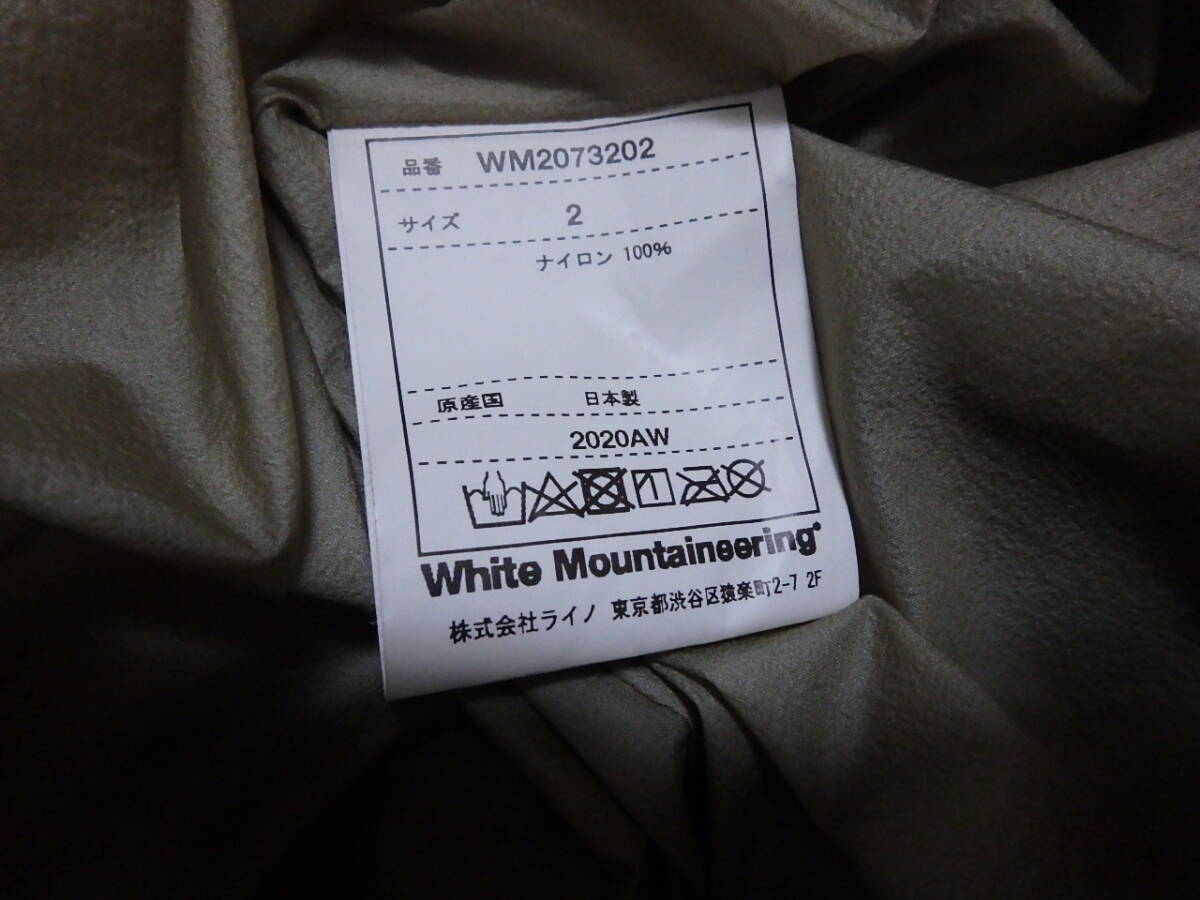 品番 WM2073202
サイズ 2
ナイロン 100%
原産国 日本製
2020AW
White Mountaineering
株式会社ライノ 東京都渋谷区猿楽町2-7 2F